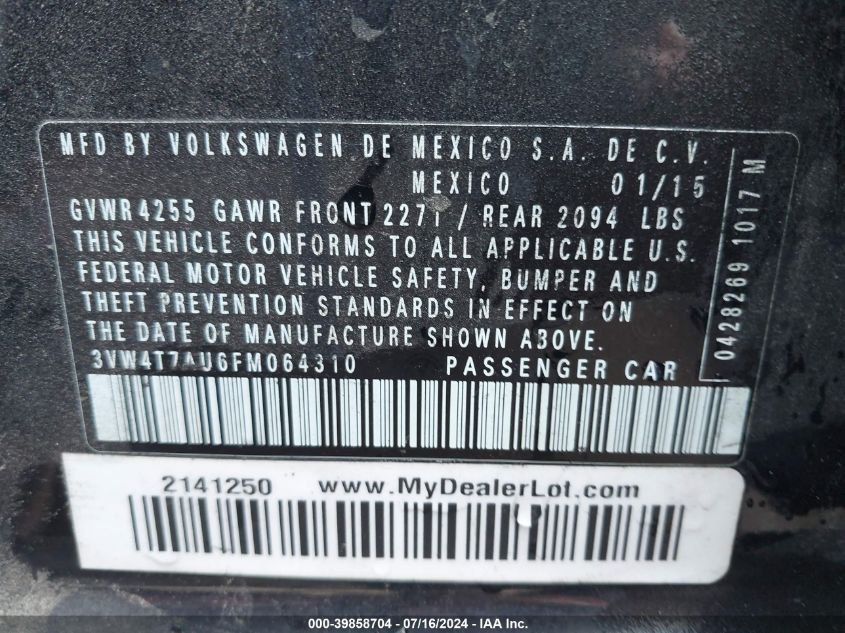 MFD BY VOLKSWAGEN DE MEXICO S.A. DE C.V.
MEXICO 01/15
GVWR 4255 GAWR FRONT 2271 / REAR 2094 LBS
THIS VEHICLE CONFORMS TO ALL APPLICABLE U.S.
FEDERAL MOTOR VEHICLE SAFETY, BUMPER AND
THEFT PREVENTION STANDARDS IN EFFECT ON
THE DATE OF MANUFACTURE SHOWN ABOVE.
3VW4T7AU6FM064310 PASSENGER CAR
0428269 1017 M
2141250 www.MyDealerLot.com
000-39858704 - 07/16/2024 - IAA Inc.